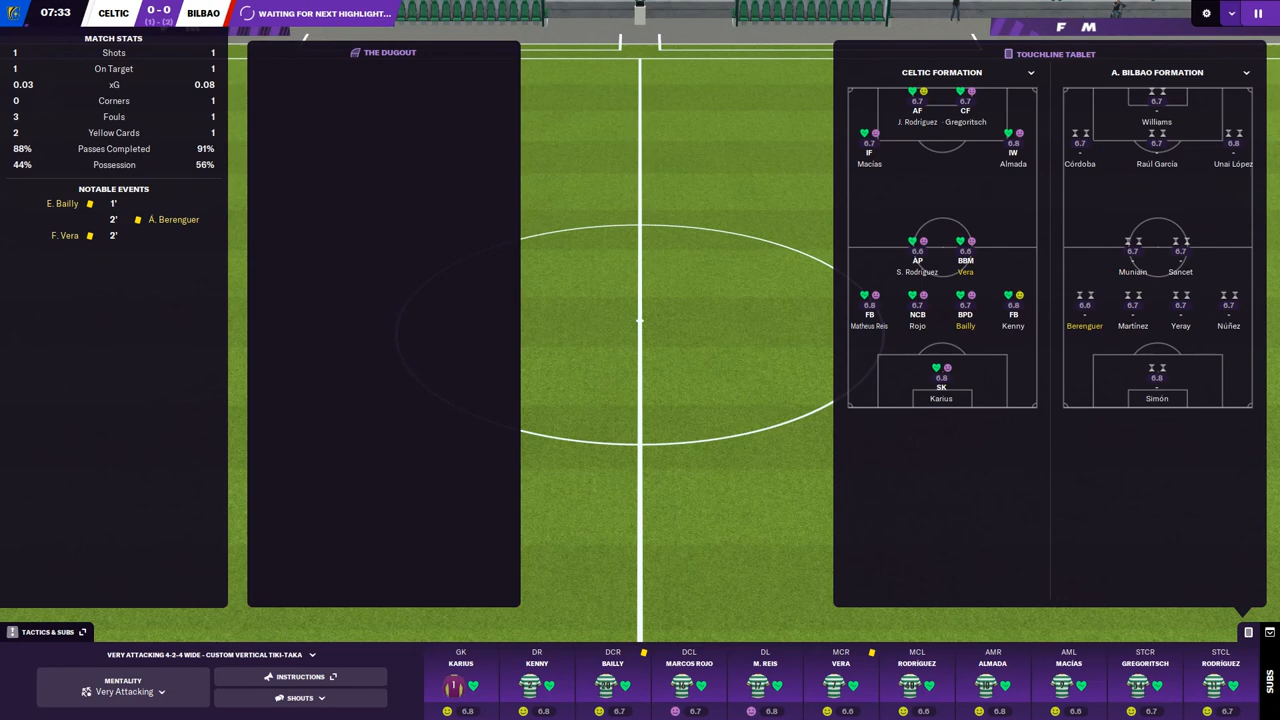 07:33 CELTIC 0 - 0 BILBAO WAITING FOR NEXT HIGHLIGHT...
(1) - (2)
F M
MATCH STATS
1 Shots 1
1 On Target 1
0.03 xG 0.08
0 Corners 1
3 Fouls 1
2 Yellow Cards 1
88% Passes Completed 91%
44% Possession 56%
NOTABLE EVENTS
E. Bailly 1'
2' Á. Berenguer
F. Vera 2'
THE DUGOUT
TOUCHLINE TABLET
CELTIC FORMATION
6.7 6.7
AF CF
J. Rodríguez - Gregoritsch
6.7 6.8
IF IW
Macías Almada
6.6 6.6
AP BBM
S. Rodríguez Vera
6.8 6.7 6.7 6.8
FB NCB BPD FB
Matheus Reis Rojo Bailly Kenny
6.8
SK
Karius
A. BILBAO FORMATION
6.7
-
Williams
6.7 6.7 6.8
- - -
Córdoba Raúl García Unai López
6.7 6.7
- -
Muniain Sancet
6.6 6.7 6.7 6.7
- - - -
Berenguer Martínez Yeray Núñez
6.8
-
Simón
TACTICS & SUBS
VERY ATTACKING 4-2-4 WIDE - CUSTOM VERTICAL TIKI-TAKA
MENTALITY
Very Attacking
INSTRUCTIONS
SHOUTS
GK DR DCR DCL DL MCR MCL AMR AML STCR STCL
KARIUS KENNY BAILLY MARCOS ROJO M. REIS VERA RODRÍGUEZ ALMADA MACÍAS GREGORITSCH RODRÍGUEZ
6.8 6.8 6.7 6.7 6.8 6.6 6.6 6.8 6.6 6.7 6.7
SUBS